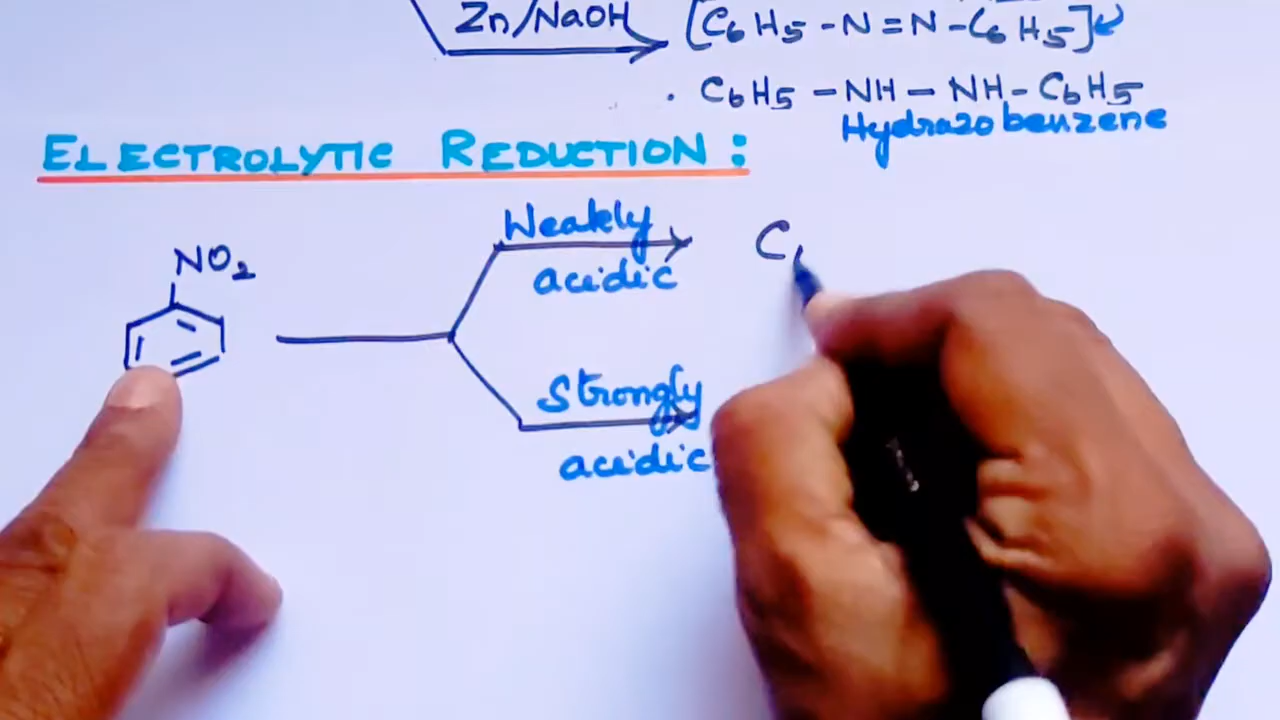 Zn/NaOH [C6H5-N=N-C6H5]
. C6H5-NH-NH-C6H5
Hydrazobenzene
ELECTROLYTIC REDUCTION:
NO2
Weakly
acidic
C
Strongly
acidic